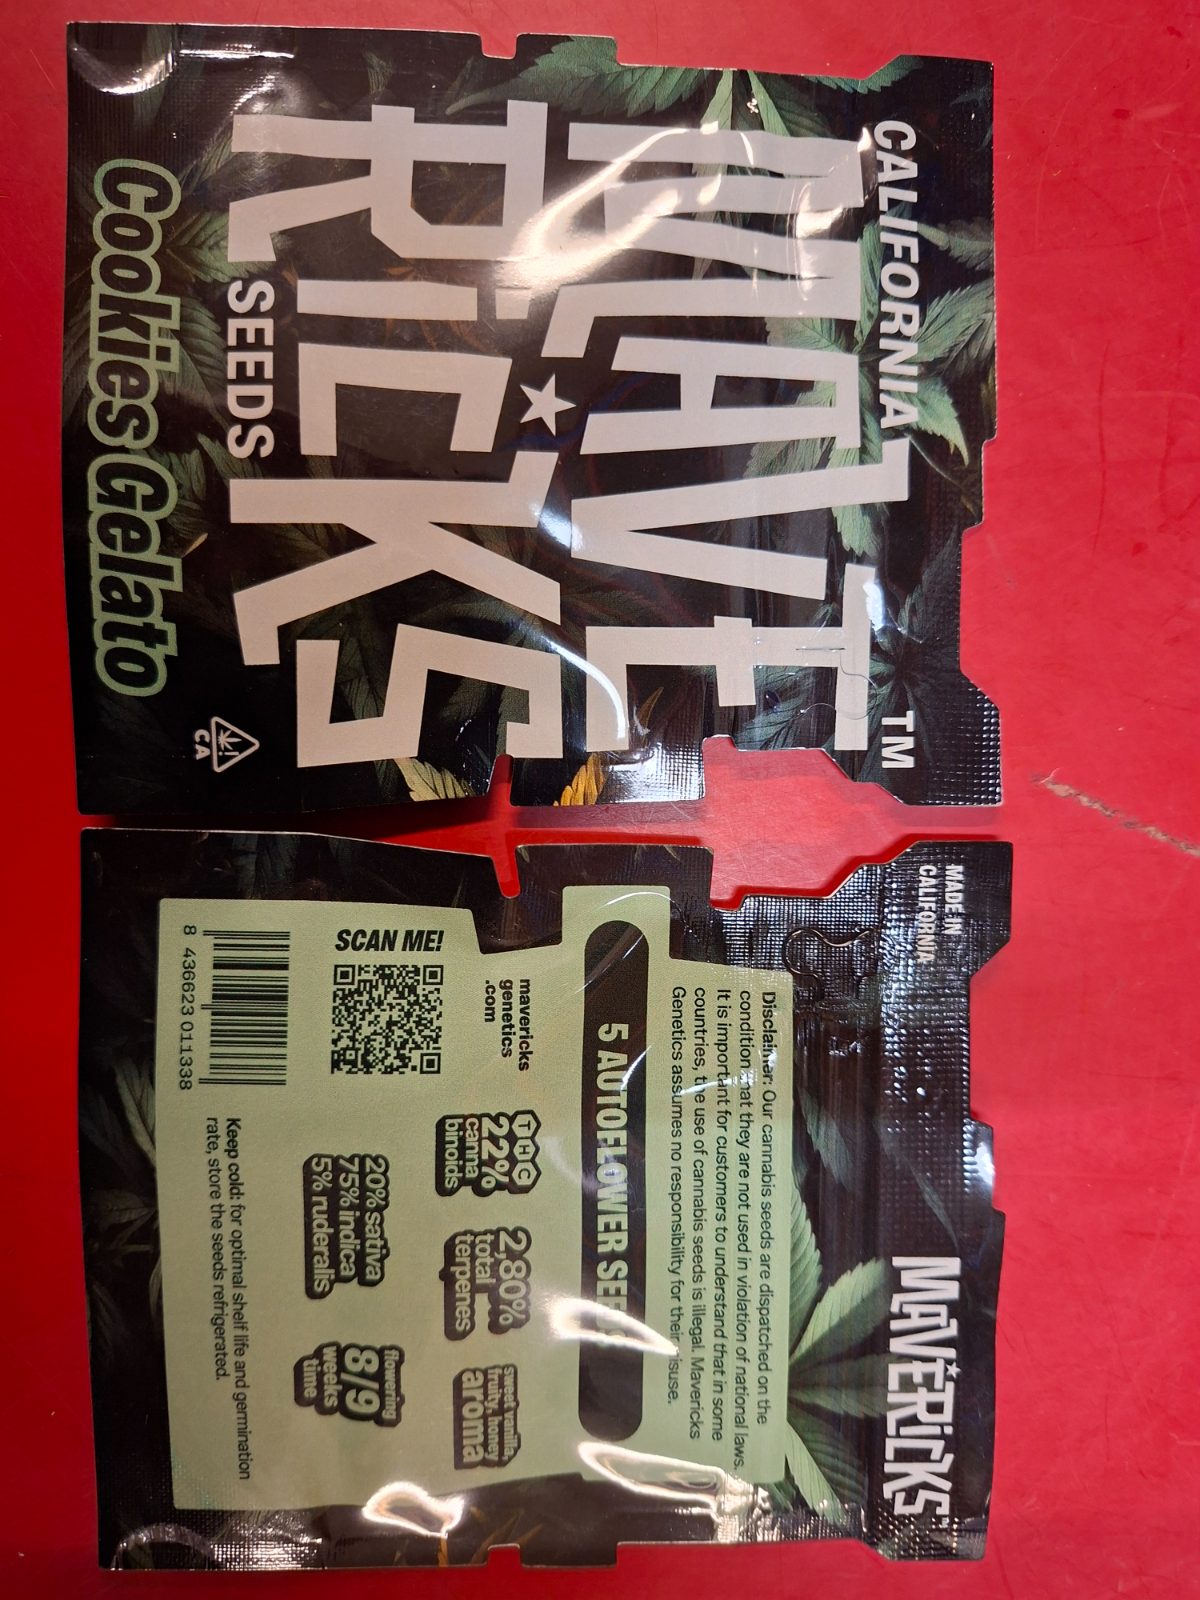 CALIFORNIA
TM
MAVE
RICKS
SEEDS
Cookies Gelato
CA
MADE IN
CALIFORNIA
MAVERICKS
Disclaimer: Our cannabis seeds are dispatched on the
condition that they are not used in violation of national laws.
It is important for customers to understand that in some
countries, the use of cannabis seeds is illegal. Mavericks
Genetics assumes no responsibility for their misuse.
5 AUTOFLOWER SEEDS
mavericks
genetics
.com
SCAN ME!
THC
22%
canna
binoids
2,80%
total
terpenes
sweet vanilla,
fruity, honey
aroma
20% sativa
75% indica
5% ruderalis
flowering
8/9
weeks
time
8 436623 011338
Keep cold: for optimal shelf life and germination
rate, store the seeds refrigerated.